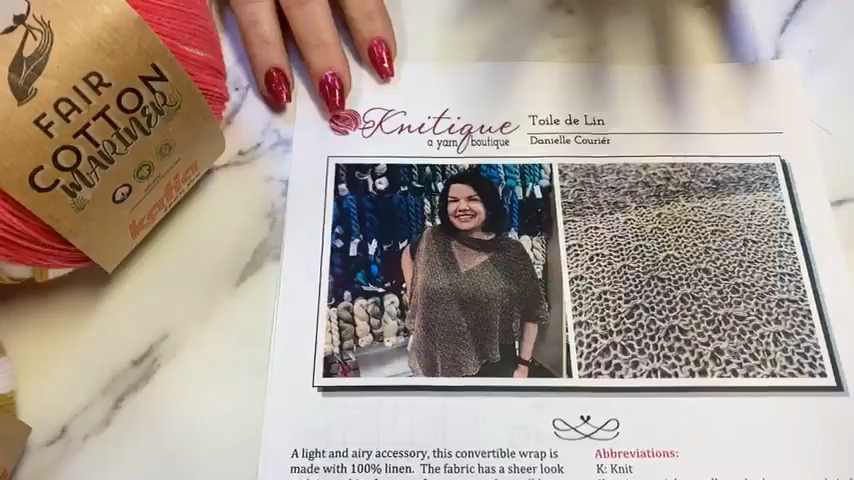 FAIR
COTTON
MARINER
katia
Knitique
a yarn boutique
Toile de Lin
Danielle Couriér
A light and airy accessory, this convertible wrap is
made with 100% linen. The fabric has a sheer look
Abbreviations:
K: Knit